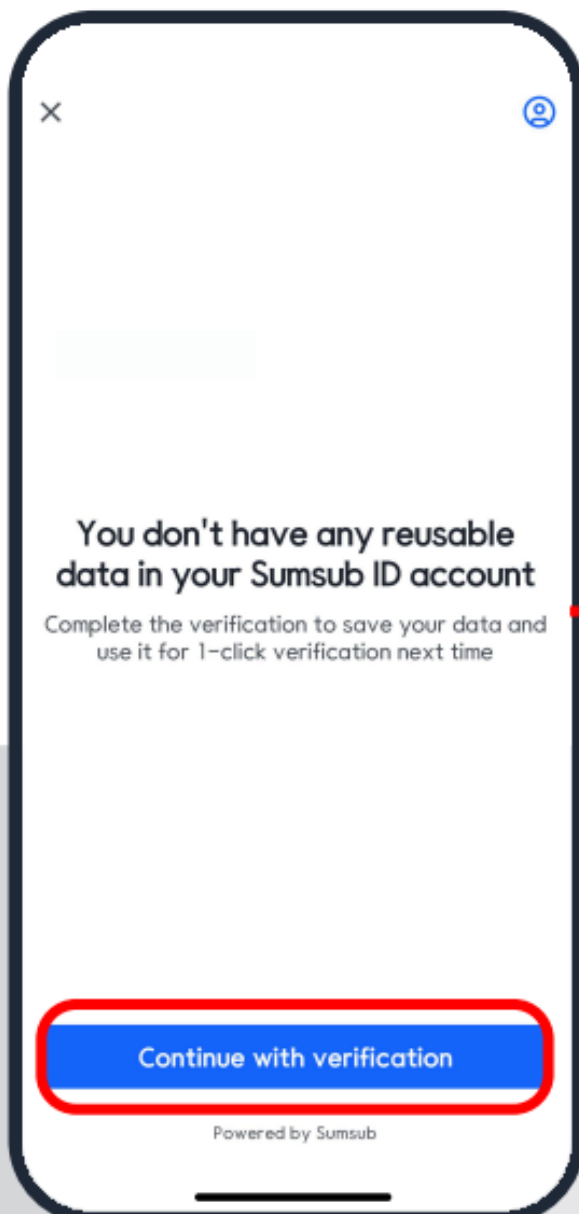 You don't have any reusable
data in your Sumsub ID account
Complete the verification to save your data and
use it for 1-click verification next time
Continue with verification
Powered by Sumsub